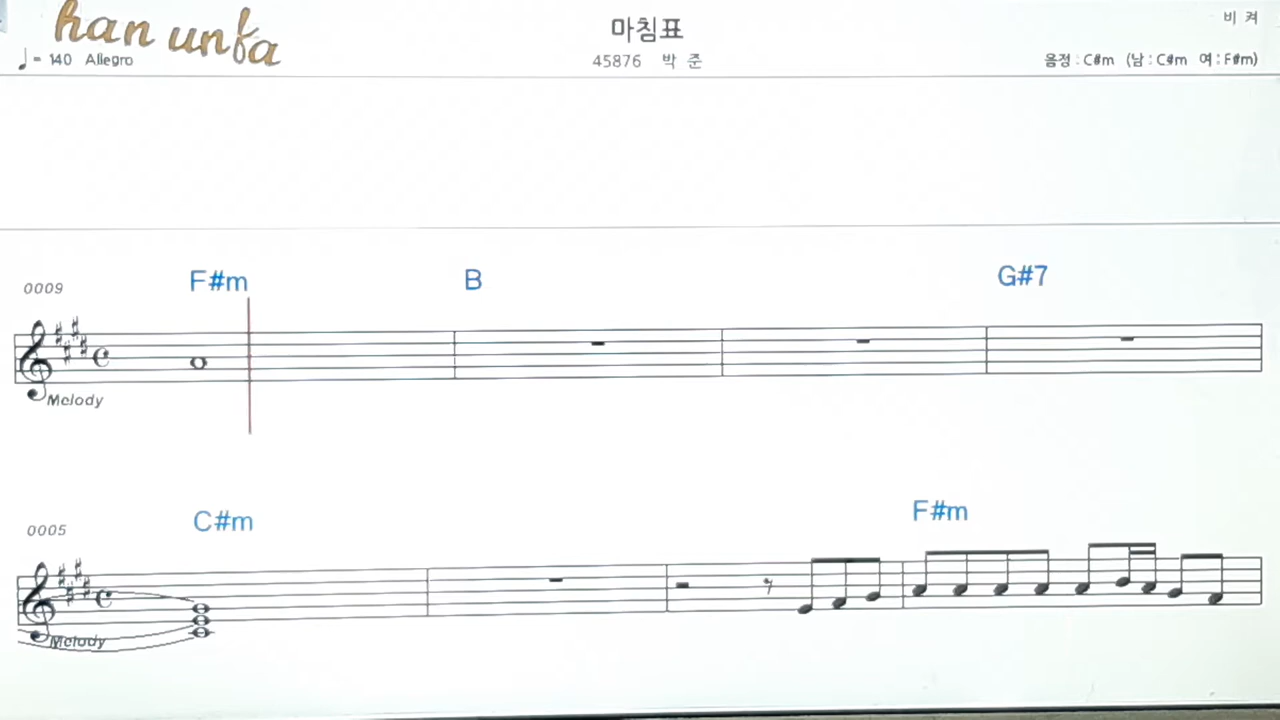 han unfa
마침표
비 켜
♩= 140 Allegro
45876 박 준
음정 : C#m (남 : C#m 여 : F#m)
0009
F#m
B
G#7
Melody
0005
C#m
F#m
Melody